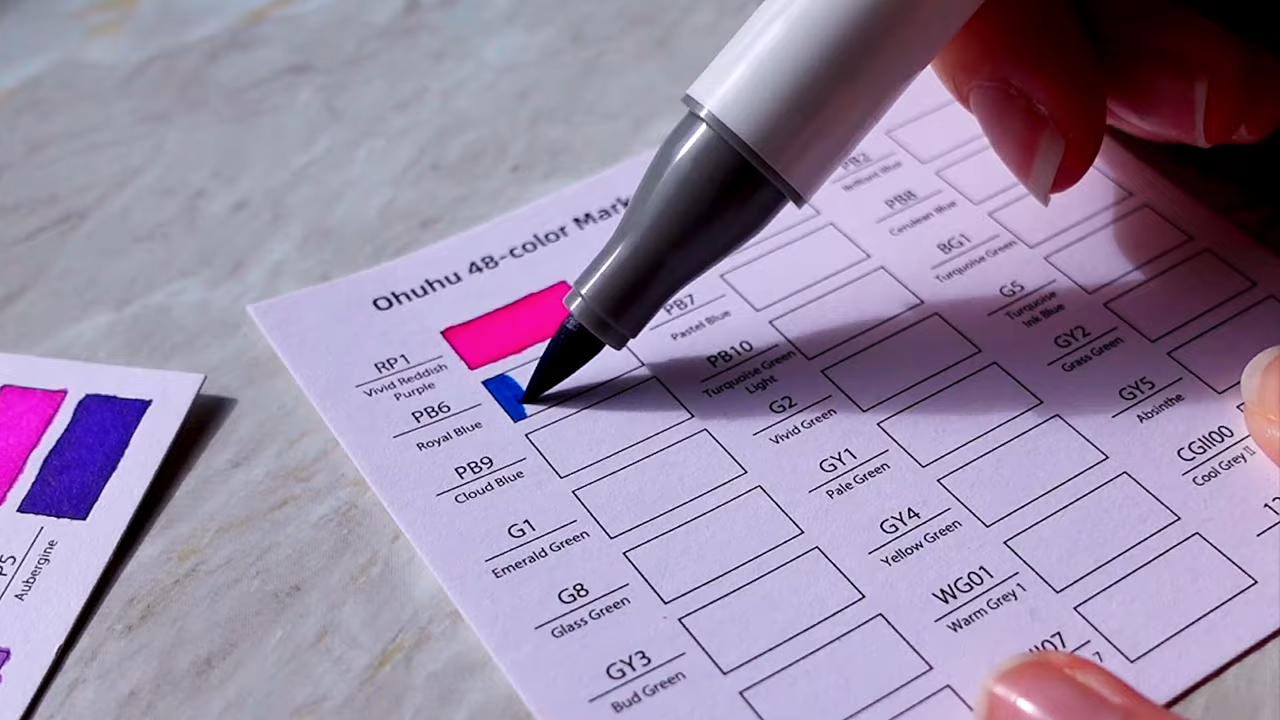 Ohuhu 48-color Mark
RP1
Vivid Reddish
Purple
PB6
Royal Blue
PB9
Cloud Blue
G1
Emerald Green
G8
Glass Green
GY3
Bud Green
PB7
Pastel Blue
PB10
Turquoise Green
Light
G2
Vivid Green
GY1
Pale Green
GY4
Yellow Green
WG01
Warm Grey 1
PB2
Brilliant Blue
PB8
Cerulean Blue
BG1
Turquoise Green
G5
Turquoise
Ink Blue
GY2
Grass Green
GY5
Absinthe
CGII00
Cool Grey II
P5
Aubergine